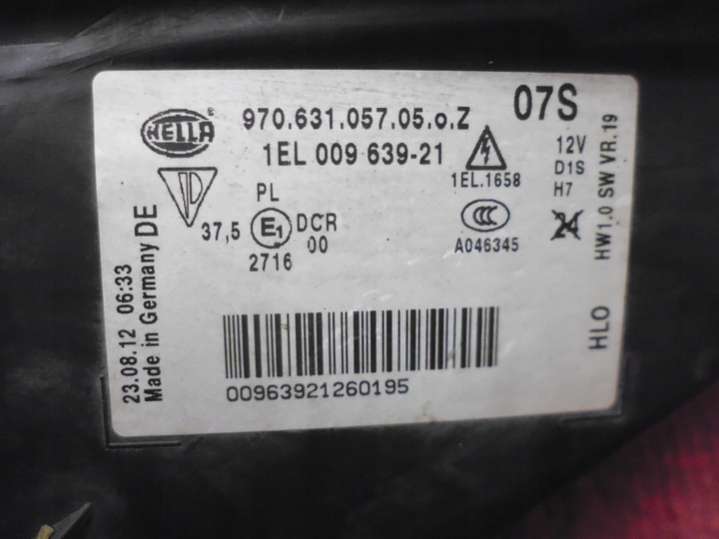 HELLA
®
970.631.057.05.o.Z
07S
1EL 009 639-21
12V
D1S
H7
1EL.1658
PL
37,5
E1
DCR
00
2716
CCC
A046345
24
HW1.0 SW VR.19
HLO
23.08.12 06:33
Made in Germany DE
00963921260195